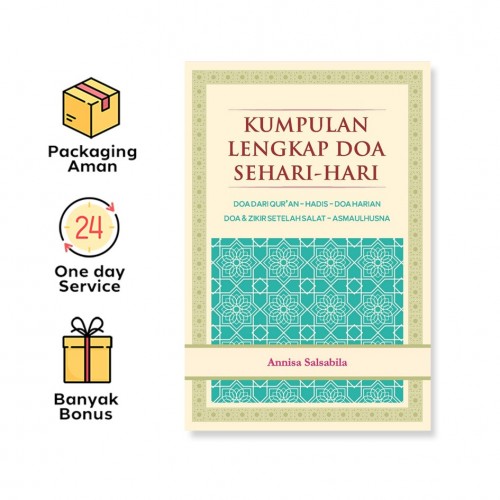 Packaging
Aman
24
One day
Service
Banyak
Bonus
KUMPULAN
LENGKAP DOA
SEHARI-HARI
DOA DARI QUR'AN – HADIS – DOA HARIAN
DOA & ZIKIR SETELAH SALAT – ASMAULHUSNA
Annisa Salsabila